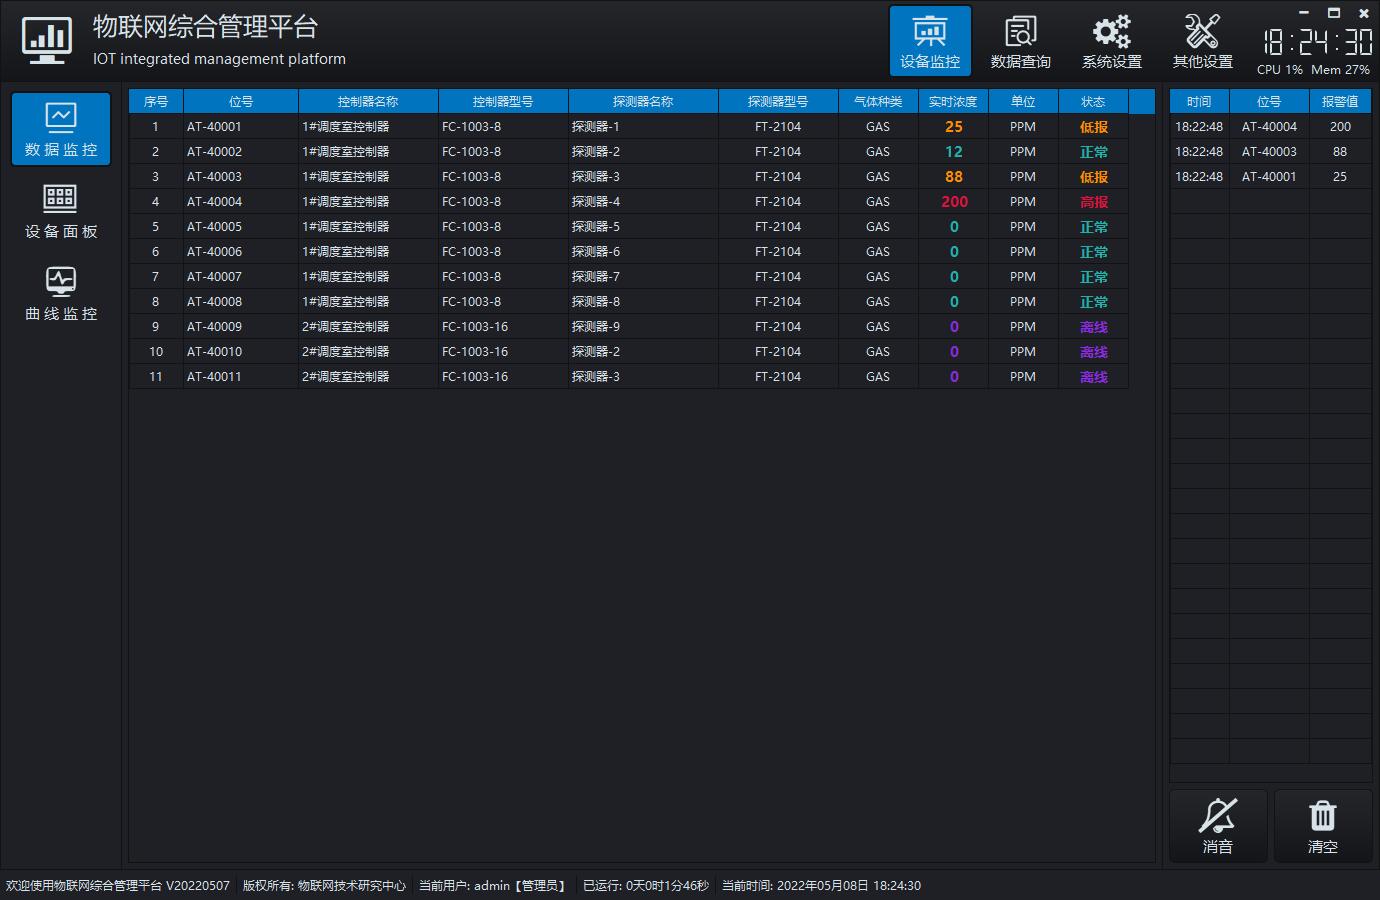 物联网综合管理平台
IOT integrated management platform
设备监控 数据查询 系统设置 其他设置
18:24:30
CPU 1% Mem 27%
数据监控
设备面板
曲线监控
序号 位号 控制器名称 控制器型号 探测器名称 探测器型号 气体种类 实时浓度 单位 状态
1 AT-40001 1#调度室控制器 FC-1003-8 探测器-1 FT-2104 GAS 25 PPM 低报
2 AT-40002 1#调度室控制器 FC-1003-8 探测器-2 FT-2104 GAS 12 PPM 正常
3 AT-40003 1#调度室控制器 FC-1003-8 探测器-3 FT-2104 GAS 88 PPM 低报
4 AT-40004 1#调度室控制器 FC-1003-8 探测器-4 FT-2104 GAS 200 PPM 高报
5 AT-40005 1#调度室控制器 FC-1003-8 探测器-5 FT-2104 GAS 0 PPM 正常
6 AT-40006 1#调度室控制器 FC-1003-8 探测器-6 FT-2104 GAS 0 PPM 正常
7 AT-40007 1#调度室控制器 FC-1003-8 探测器-7 FT-2104 GAS 0 PPM 正常
8 AT-40008 1#调度室控制器 FC-1003-8 探测器-8 FT-2104 GAS 0 PPM 正常
9 AT-40009 2#调度室控制器 FC-1003-16 探测器-9 FT-2104 GAS 0 PPM 离线
10 AT-40010 2#调度室控制器 FC-1003-16 探测器-2 FT-2104 GAS 0 PPM 离线
11 AT-40011 2#调度室控制器 FC-1003-16 探测器-3 FT-2104 GAS 0 PPM 离线
时间 位号 报警值
18:22:48 AT-40004 200
18:22:48 AT-40003 88
18:22:48 AT-40001 25
消音 清空
欢迎使用物联网综合管理平台 V20220507 版权所有: 物联网技术研究中心 当前用户: admin【管理员】 已运行: 0天0时1分46秒 当前时间: 2022年05月08日 18:24:30